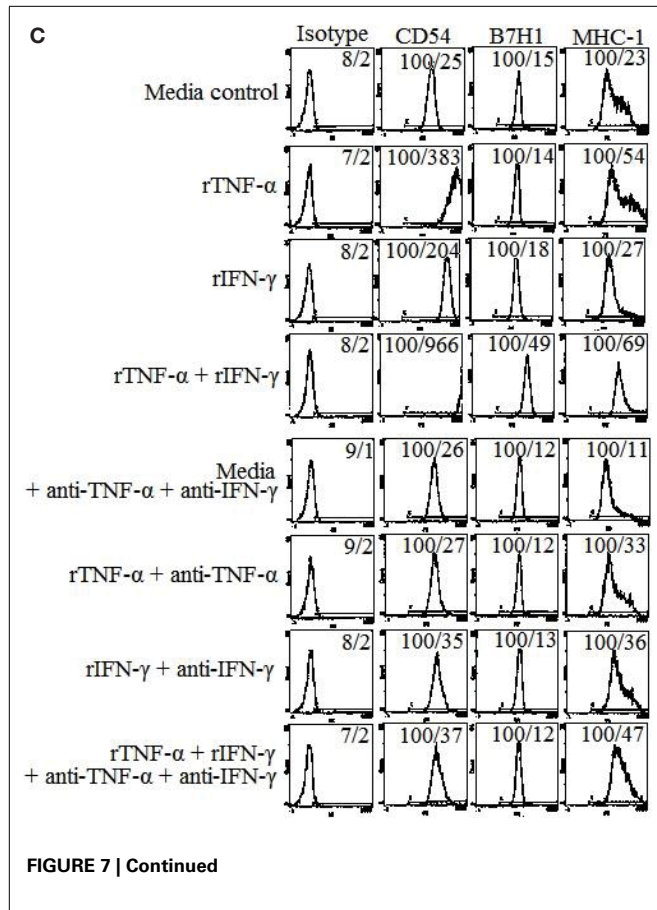 C
Isotype CD54 B7H1 MHC-1
Media control 8/2 100/25 100/15 100/23
rTNF-α 7/2 100/383 100/14 100/54
rIFN-γ 8/2 100/204 100/18 100/27
rTNF-α + rIFN-γ 8/2 100/966 100/49 100/69
Media
+ anti-TNF-α + anti-IFN-γ 9/1 100/26 100/12 100/11
rTNF-α + anti-TNF-α 9/2 100/27 100/12 100/33
rIFN-γ + anti-IFN-γ 8/2 100/35 100/13 100/36
rTNF-α + rIFN-γ
+ anti-TNF-α + anti-IFN-γ 7/2 100/37 100/12 100/47
FIGURE 7 | Continued